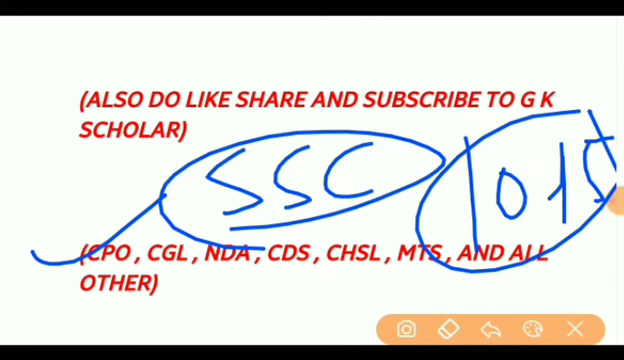 (ALSO DO LIKE SHARE AND SUBSCRIBE TO G K
SCHOLAR)
SSC
1015
(CPO , CGL , NDA , CDS , CHSL , MTS , AND ALL
OTHER)